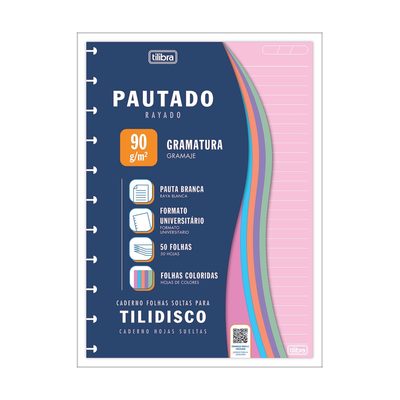 tilibra
PAUTADO
RAYADO
90
g/m²
GRAMATURA
GRAMAJE
PAUTA BRANCA
RAYA BLANCA
FORMATO
UNIVERSITÁRIO
FORMATO
UNIVERSITARIO
50 FOLHAS
50 HOJAS
FOLHAS COLORIDAS
HOJAS DE COLORES
CADERNO FOLHAS SOLTAS PARA
TILIDISCO
CADERNO HOJAS SUELTAS
tilibra